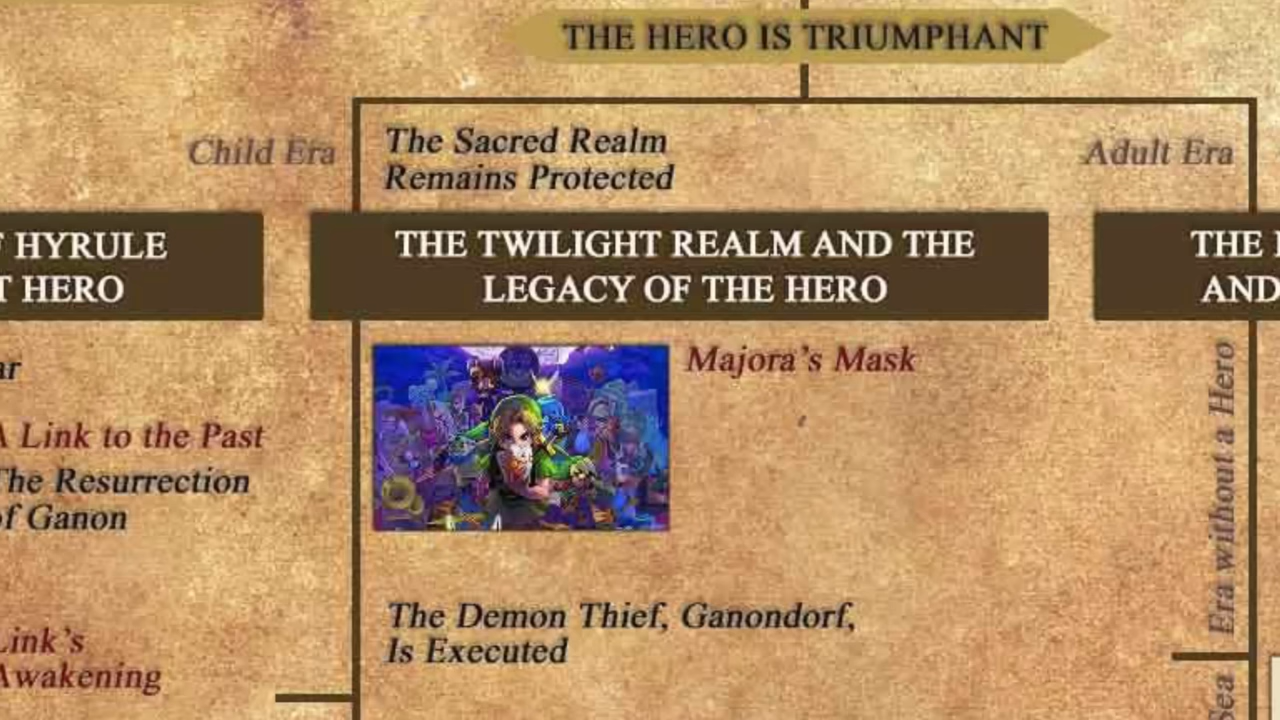 THE HERO IS TRIUMPHANT
Child Era
The Sacred Realm
Remains Protected
Adult Era
HYRULE
HERO
THE TWILIGHT REALM AND THE
LEGACY OF THE HERO
THE
AND
A Link to the Past
The Resurrection
of Ganon
Link's
Awakening
Majora's Mask
The Demon Thief, Ganondorf,
Is Executed
Era without a Hero
Sea